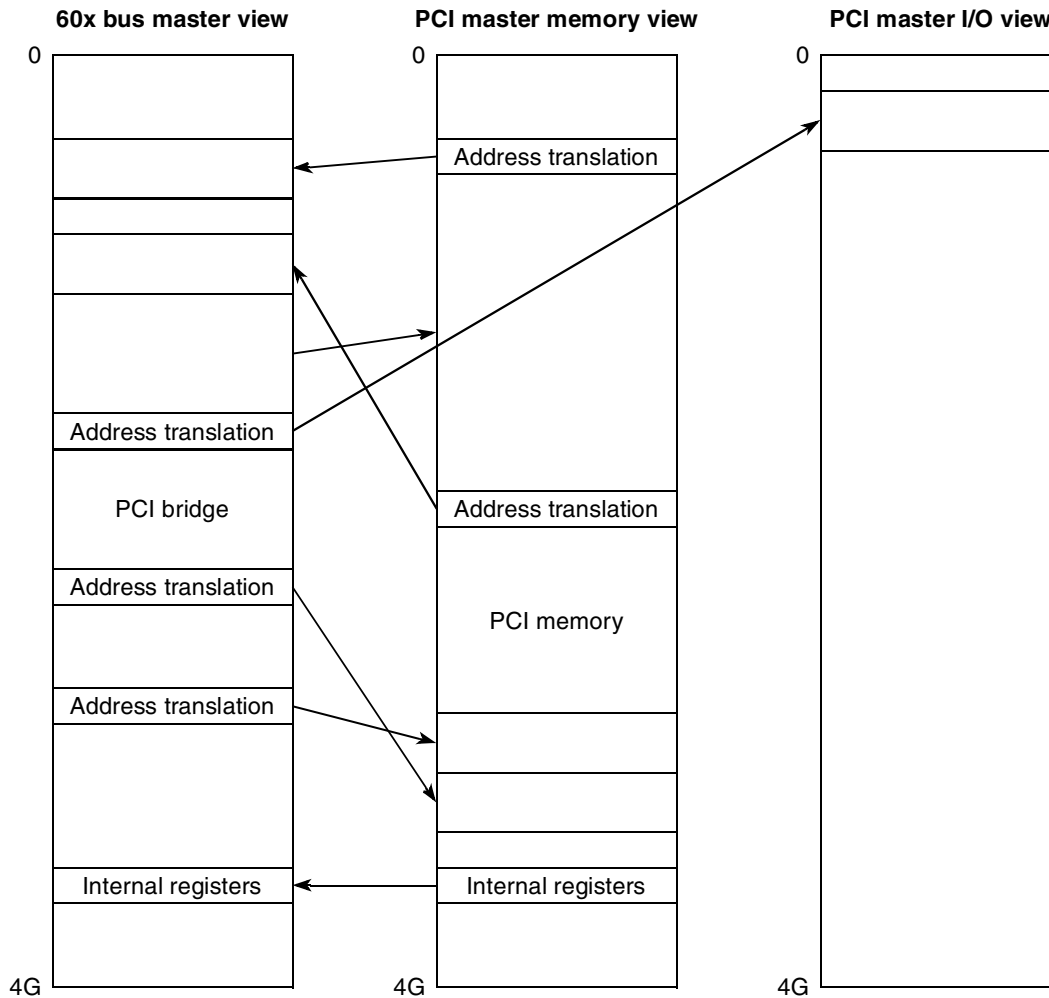 60x bus master view
PCI master memory view
PCI master I/O view
0
0
0
Address translation
Address translation
PCI bridge
Address translation
Address translation
Internal registers
4G
Address translation
PCI memory
Internal registers
4G
4G